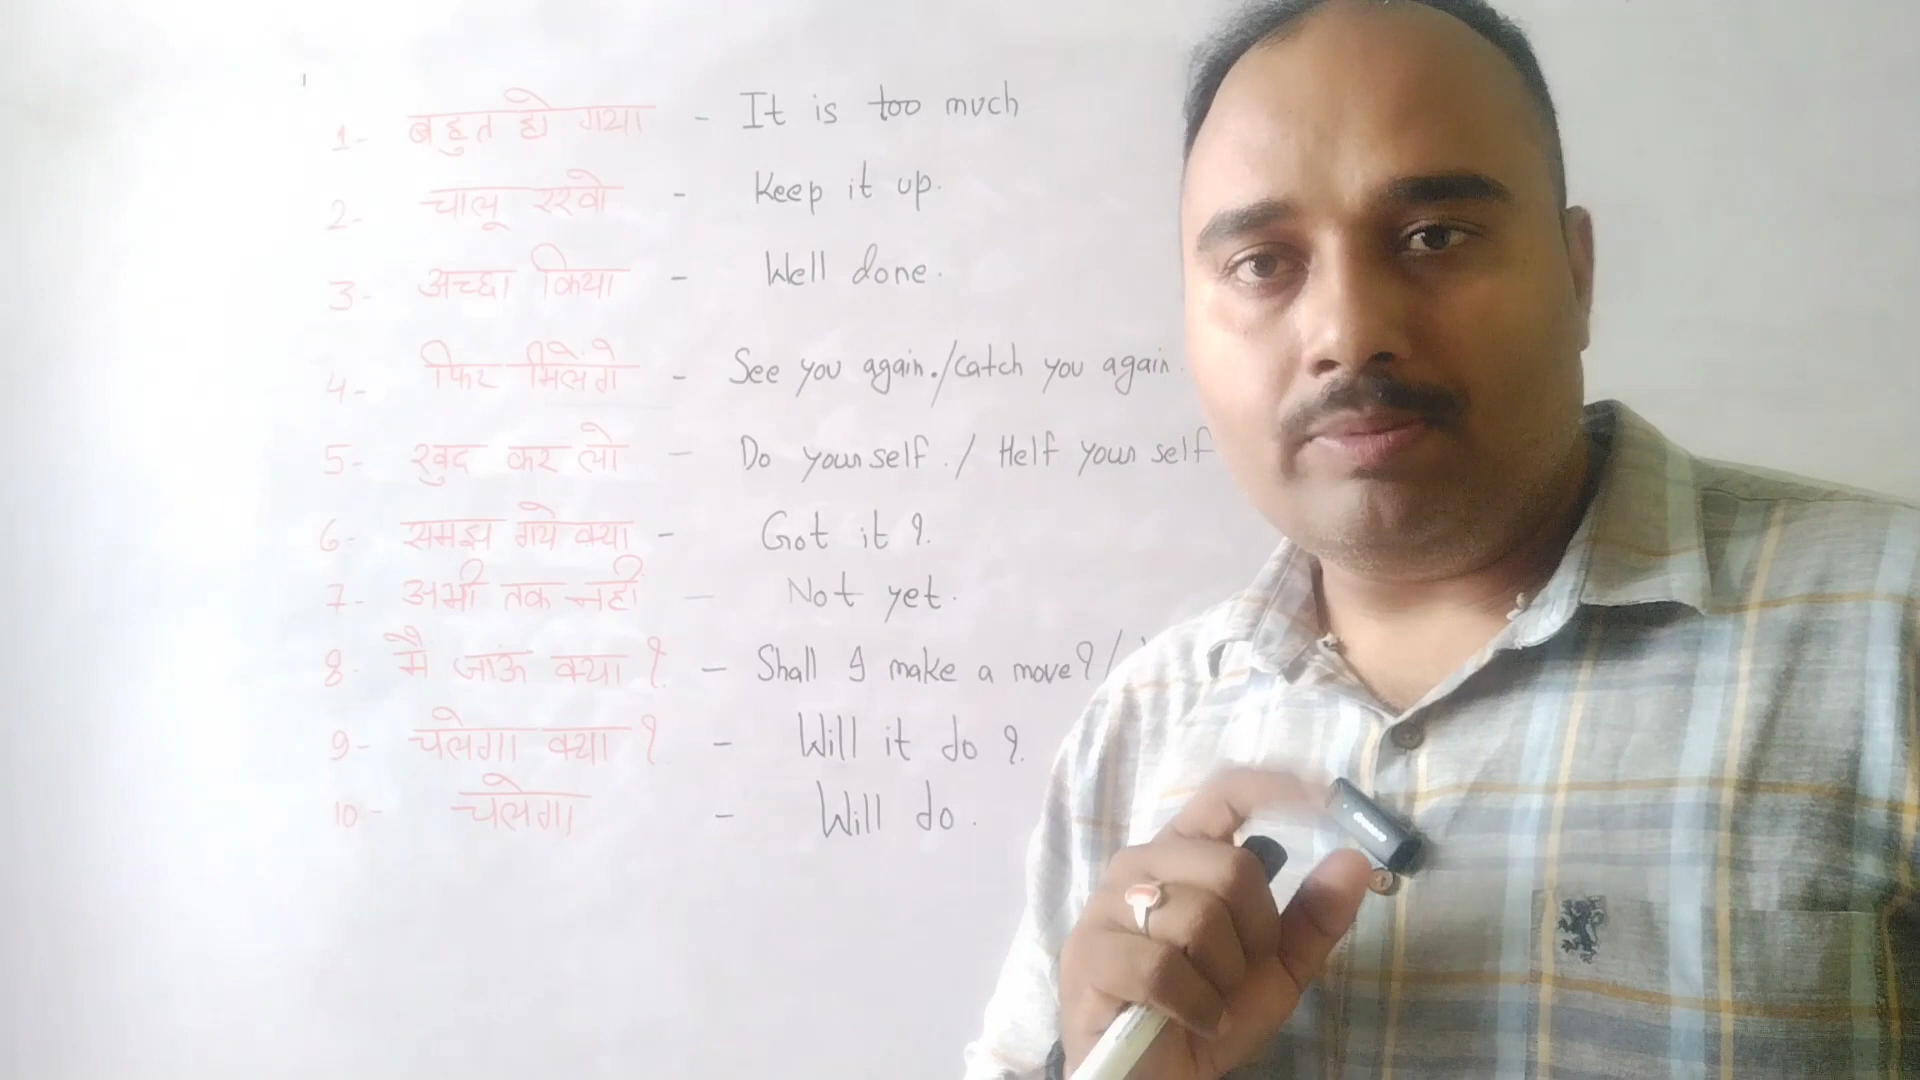 1- बहुत हो गया - It is too much
2- चालू रखो - Keep it up.
3- अच्छा किया - Well done.
4- फिर मिलेंगे - See you again./Catch you again.
5- खुद कर लो - Do yourself. / Helf your self
6- समझ गये क्या - Got it ?.
7- अभी तक नहीं - Not yet.
8- मै जांऊ क्या ? - Shall I make a move? /
9- चलेगा क्या ? - Will it do ?.
10- चलेगा - Will do.